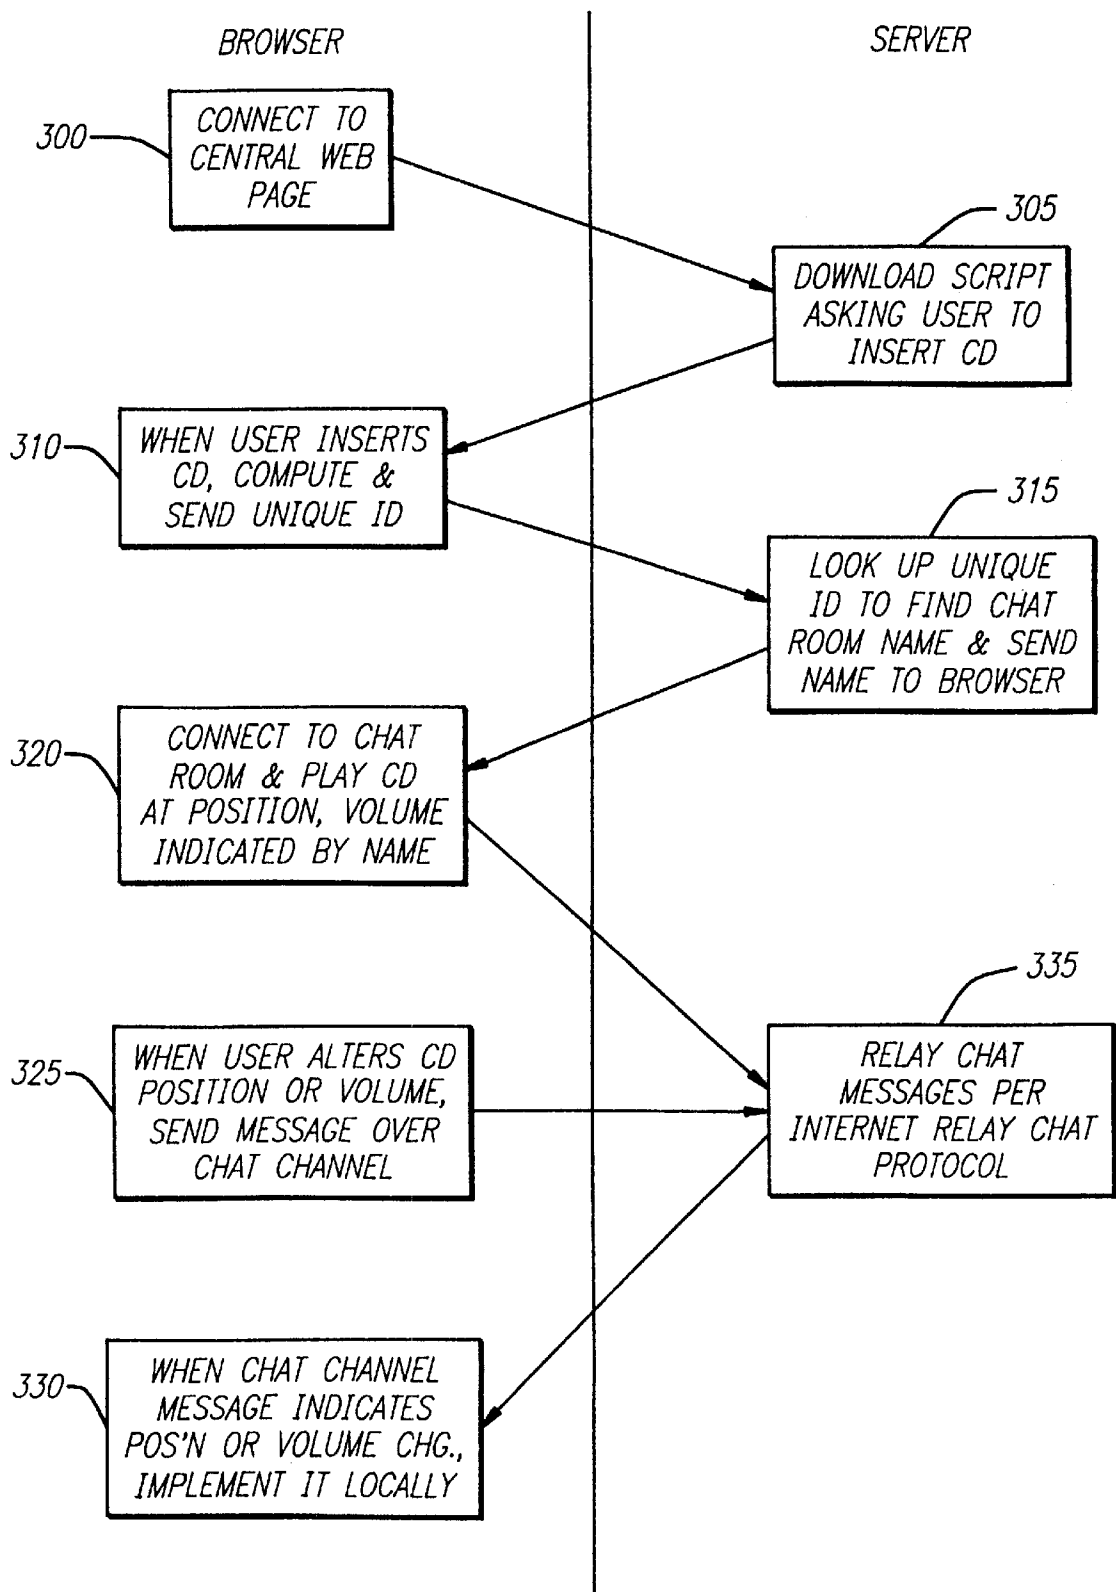 BROWSER
SERVER
300
CONNECT TO
CENTRAL WEB
PAGE
305
DOWNLOAD SCRIPT
ASKING USER TO
INSERT CD
310
WHEN USER INSERTS
CD, COMPUTE &
SEND UNIQUE ID
315
LOOK UP UNIQUE
ID TO FIND CHAT
ROOM NAME & SEND
NAME TO BROWSER
320
CONNECT TO CHAT
ROOM & PLAY CD
AT POSITION, VOLUME
INDICATED BY NAME
325
WHEN USER ALTERS CD
POSITION OR VOLUME,
SEND MESSAGE OVER
CHAT CHANNEL
335
RELAY CHAT
MESSAGES PER
INTERNET RELAY CHAT
PROTOCOL
330
WHEN CHAT CHANNEL
MESSAGE INDICATES
POS'N OR VOLUME CHG.,
IMPLEMENT IT LOCALLY